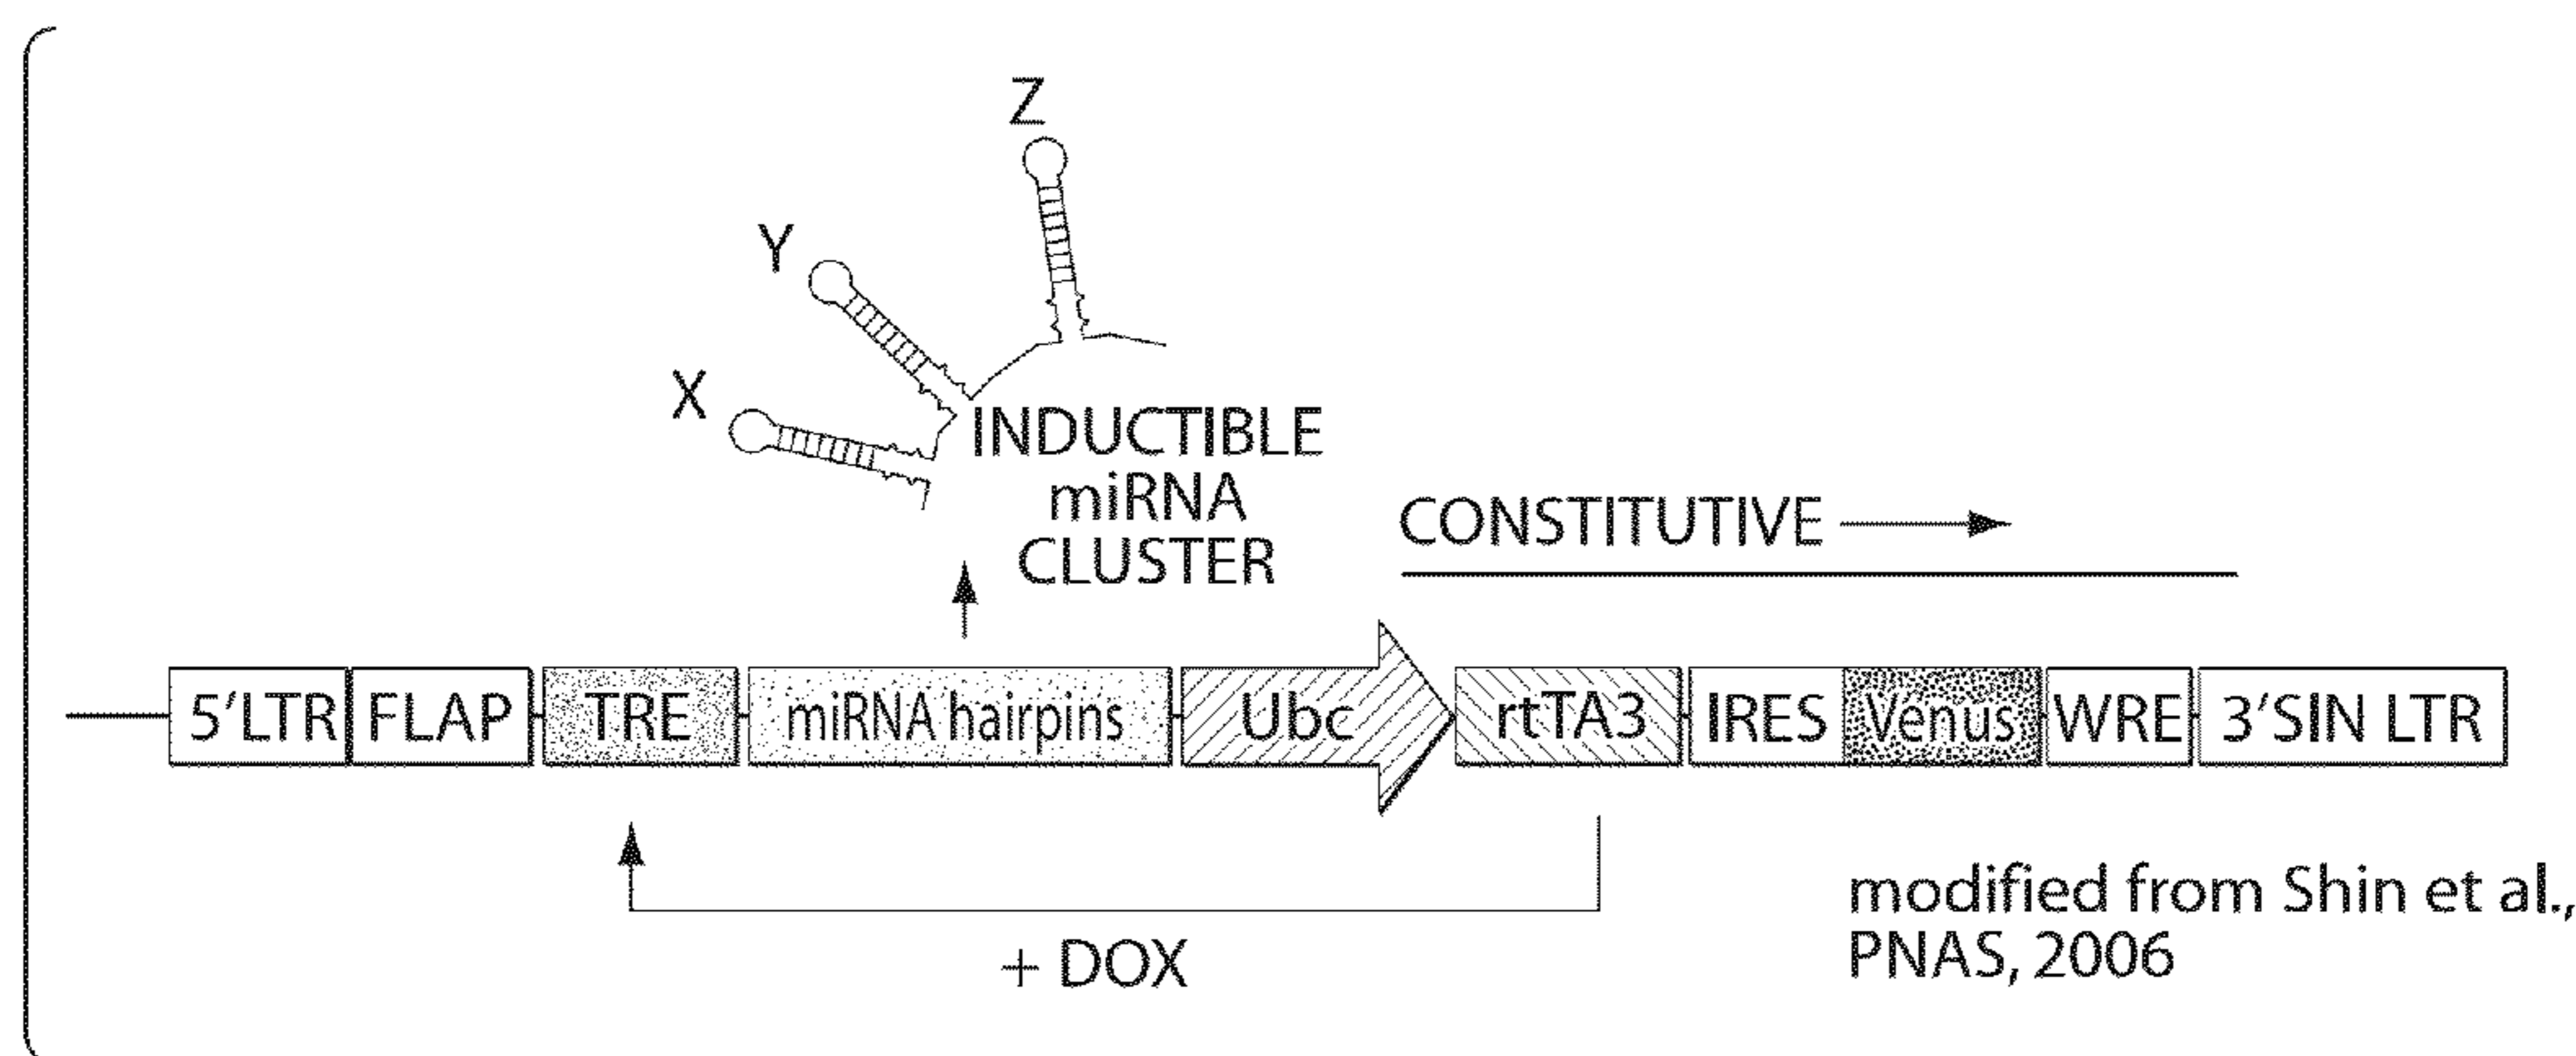 Z
Y
X
INDUCTIBLE
miRNA
CLUSTER
CONSTITUTIVE
5'LTR FLAP TRE miRNA hairpins Ubc rtTA3 IRES Venus WRE 3'SIN LTR
+ DOX
modified from Shin et al.,
PNAS, 2006